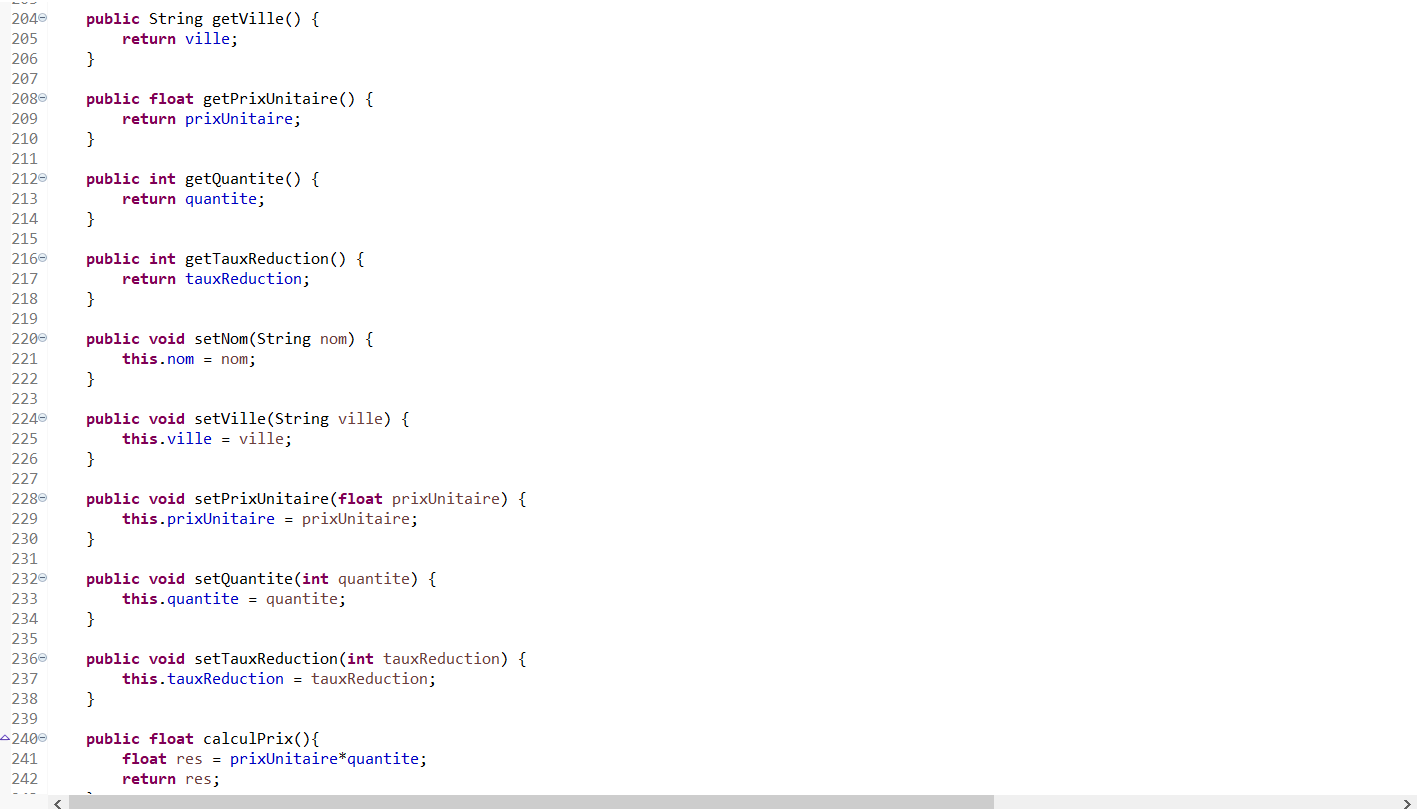 204 public String getVille() {
205 return ville;
206 }
207
208 public float getPrixUnitaire() {
209 return prixUnitaire;
210 }
211
212 public int getQuantite() {
213 return quantite;
214 }
215
216 public int getTauxReduction() {
217 return tauxReduction;
218 }
219
220 public void setNom(String nom) {
221 this.nom = nom;
222 }
223
224 public void setVille(String ville) {
225 this.ville = ville;
226 }
227
228 public void setPrixUnitaire(float prixUnitaire) {
229 this.prixUnitaire = prixUnitaire;
230 }
231
232 public void setQuantite(int quantite) {
233 this.quantite = quantite;
234 }
235
236 public void setTauxReduction(int tauxReduction) {
237 this.tauxReduction = tauxReduction;
238 }
239
240 public float calculPrix(){
241 float res = prixUnitaire*quantite;
242 return res;